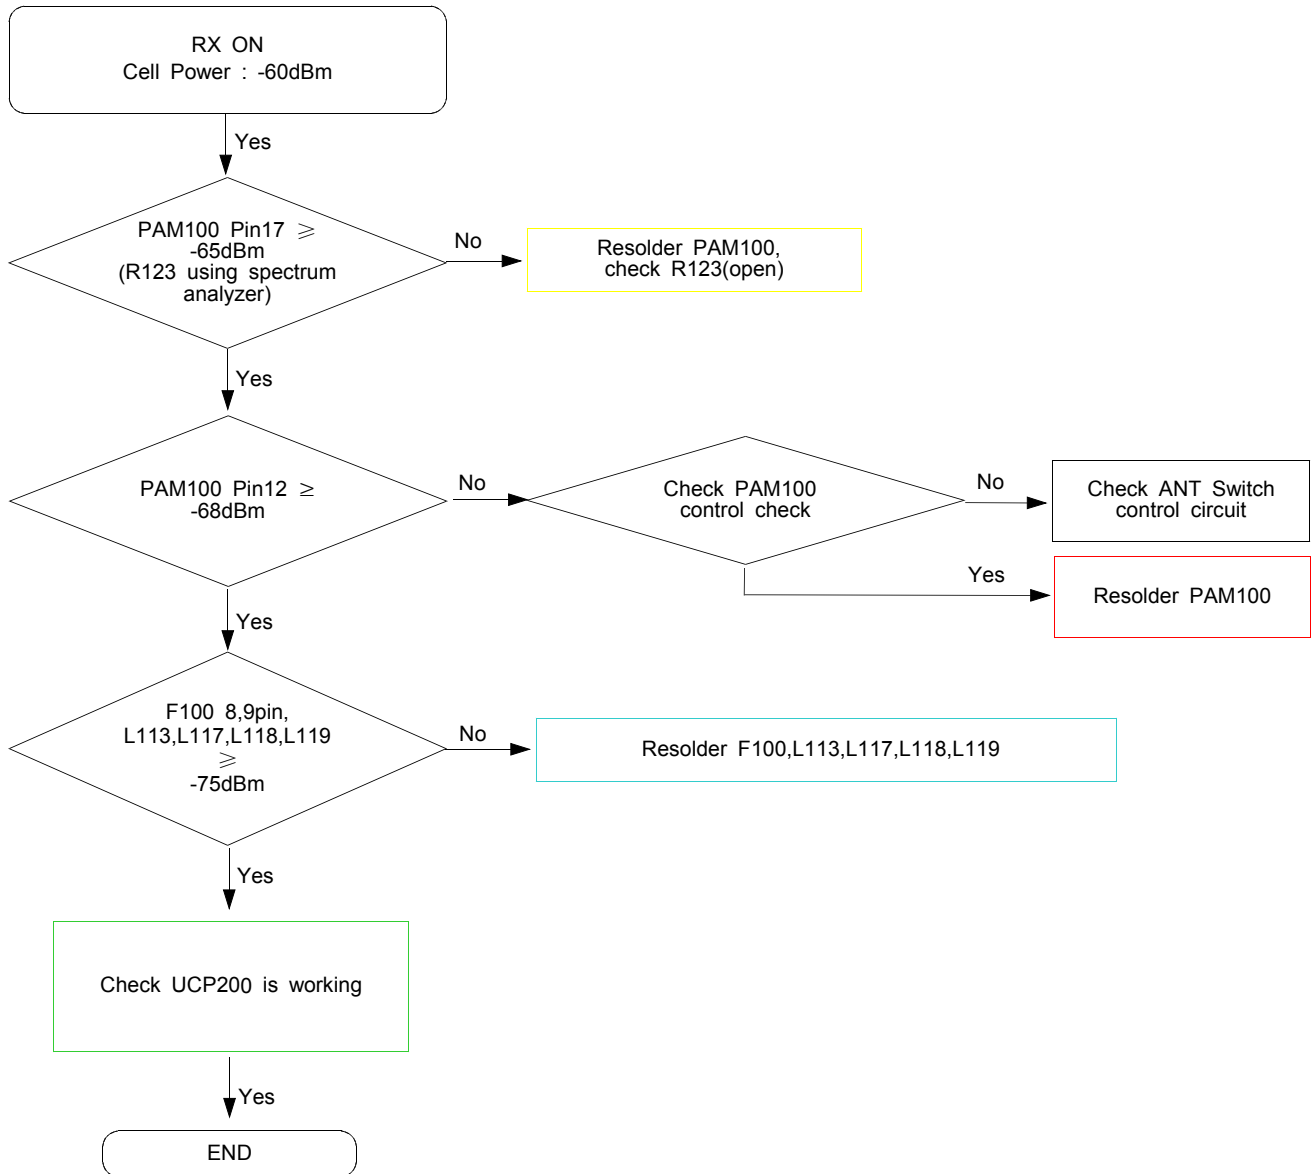 RX ON
Cell Power : -60dBm
Yes
PAM100 Pin17 ≥
-65dBm
(R123 using spectrum
analyzer)
No
Resolder PAM100,
check R123(open)
Yes
PAM100 Pin12 ≥
-68dBm
No
Check PAM100
control check
No
Check ANT Switch
control circuit
Yes
Resolder PAM100
Yes
F100 8,9pin,
L113,L117,L118,L119
≥
-75dBm
No
Resolder F100,L113,L117,L118,L119
Yes
Check UCP200 is working
Yes
END